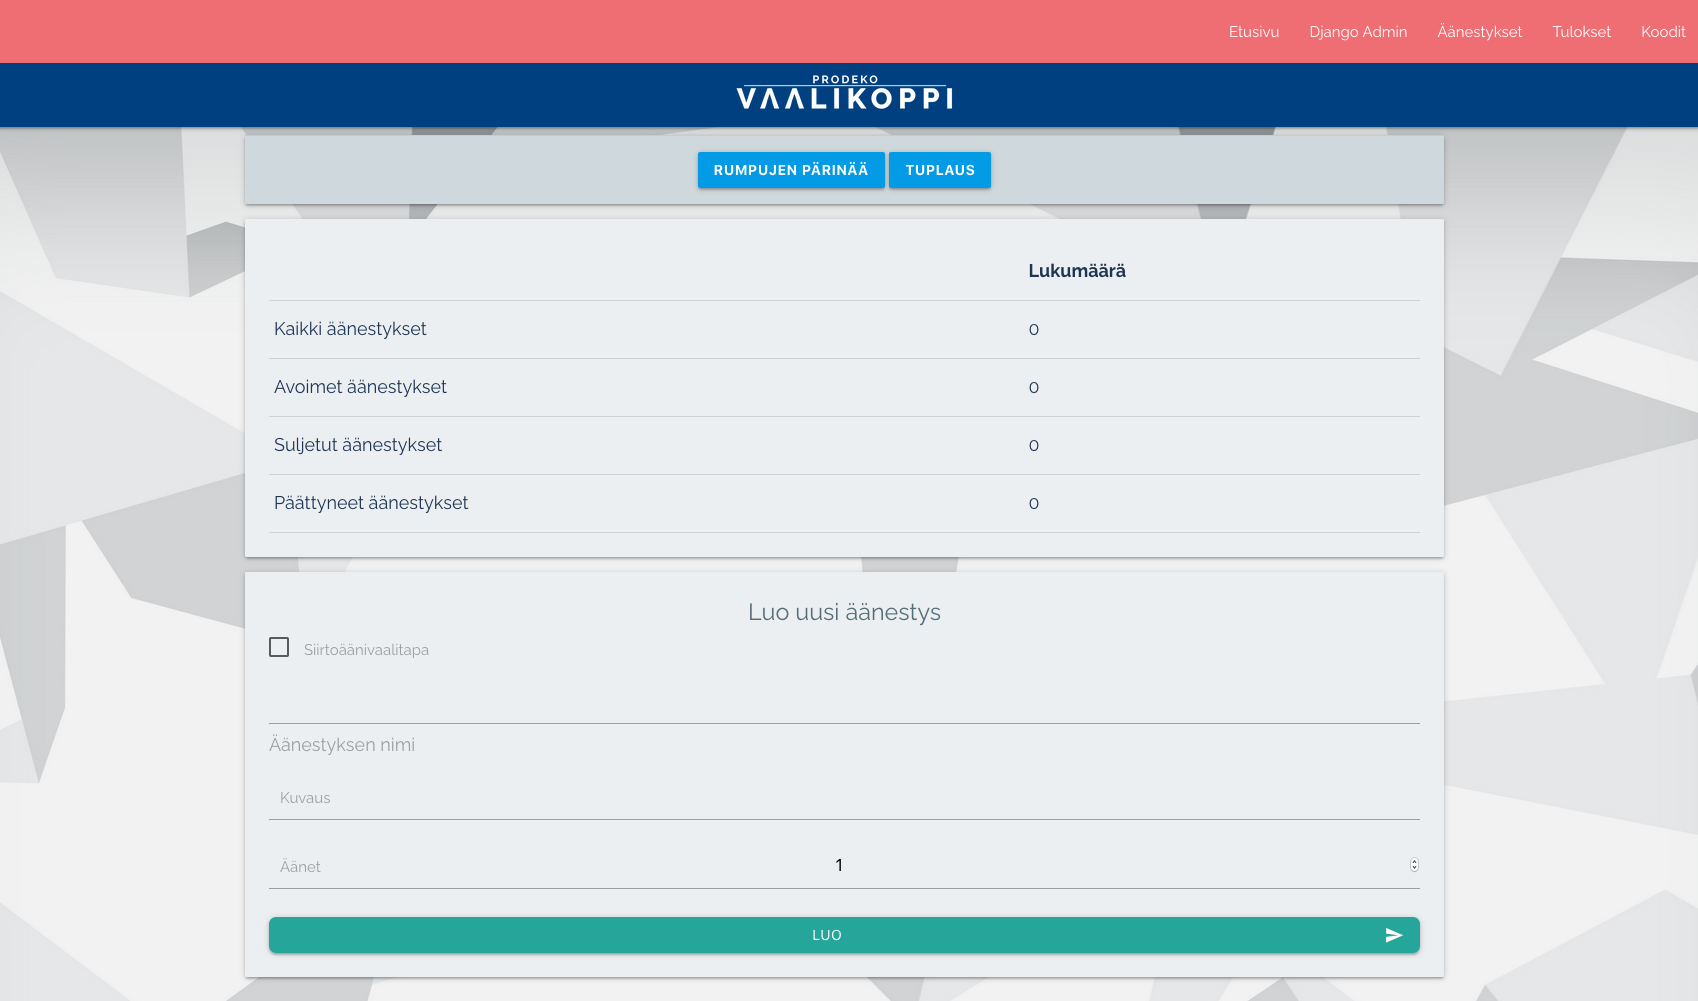 Etusivu Django Admin Äänestykset Tulokset Koodit
PRODEKO
VAALIKOPPI
RUMPUJEN PÄRINÄÄ TUPLAUS
Lukumäärä
Kaikki äänestykset 0
Avoimet äänestykset 0
Suljetut äänestykset 0
Päättyneet äänestykset 0
Luo uusi äänestys
Siirtoäänivaalitapa
Äänestyksen nimi
Kuvaus
Äänet 1
LUO